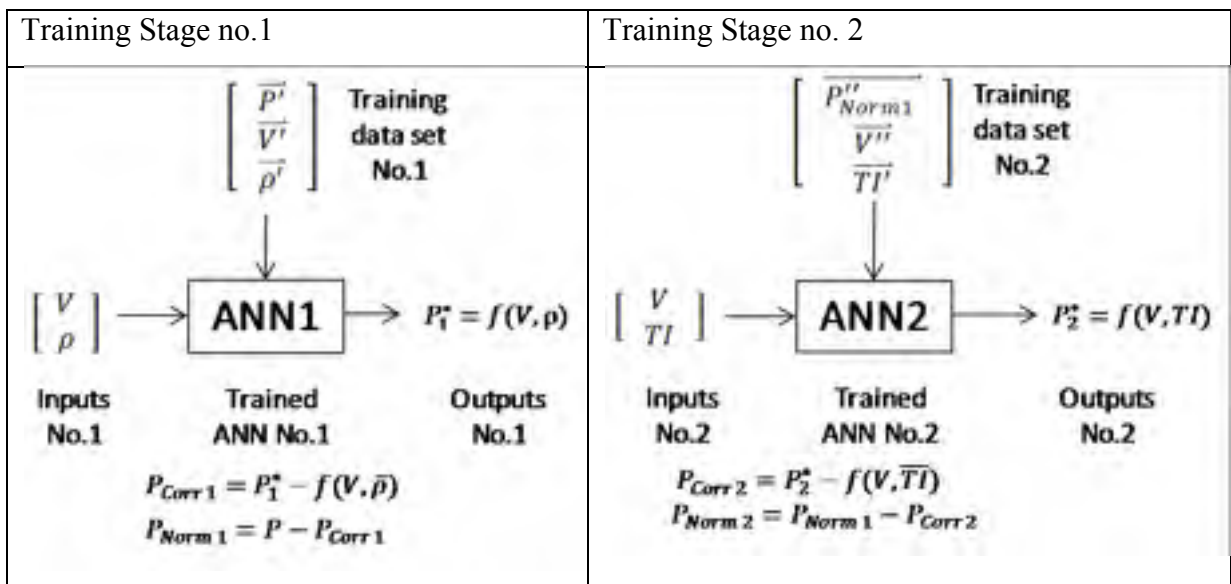 Training Stage no.1
[ P⃗' V⃗' ρ⃗' ] Training data set No.1
[ V ρ ] ANN1 P₁* = f(V, ρ)
Inputs No.1 Trained ANN No.1 Outputs No.1
P_Corr 1 = P₁* − f(V, ρ̄)
P_Norm 1 = P − P_Corr 1
Training Stage no. 2
[ P⃗''_Norm 1 V⃗'' T⃗I⃗' ] Training data set No.2
[ V TI ] ANN2 P₂* = f(V, TI)
Inputs No.2 Trained ANN No.2 Outputs No.2
P_Corr 2 = P₂* − f(V, T̅I̅)
P_Norm 2 = P_Norm 1 − P_Corr 2